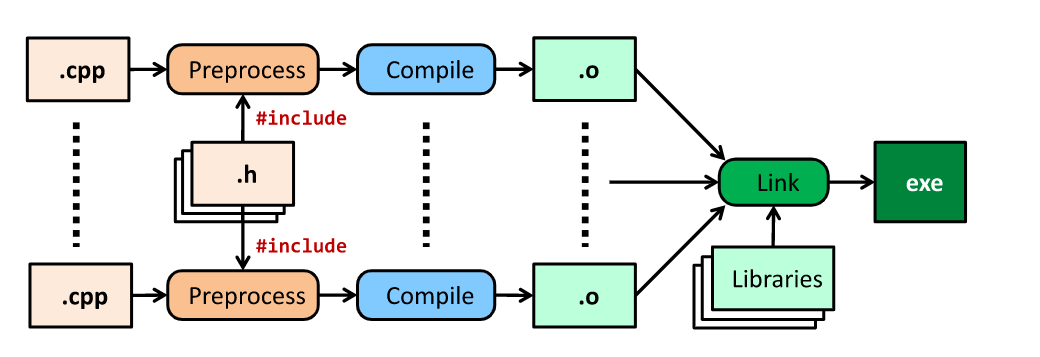 .cpp
Preprocess
Compile
.o
#include
.h
Link
exe
#include
Libraries
.cpp
Preprocess
Compile
.o